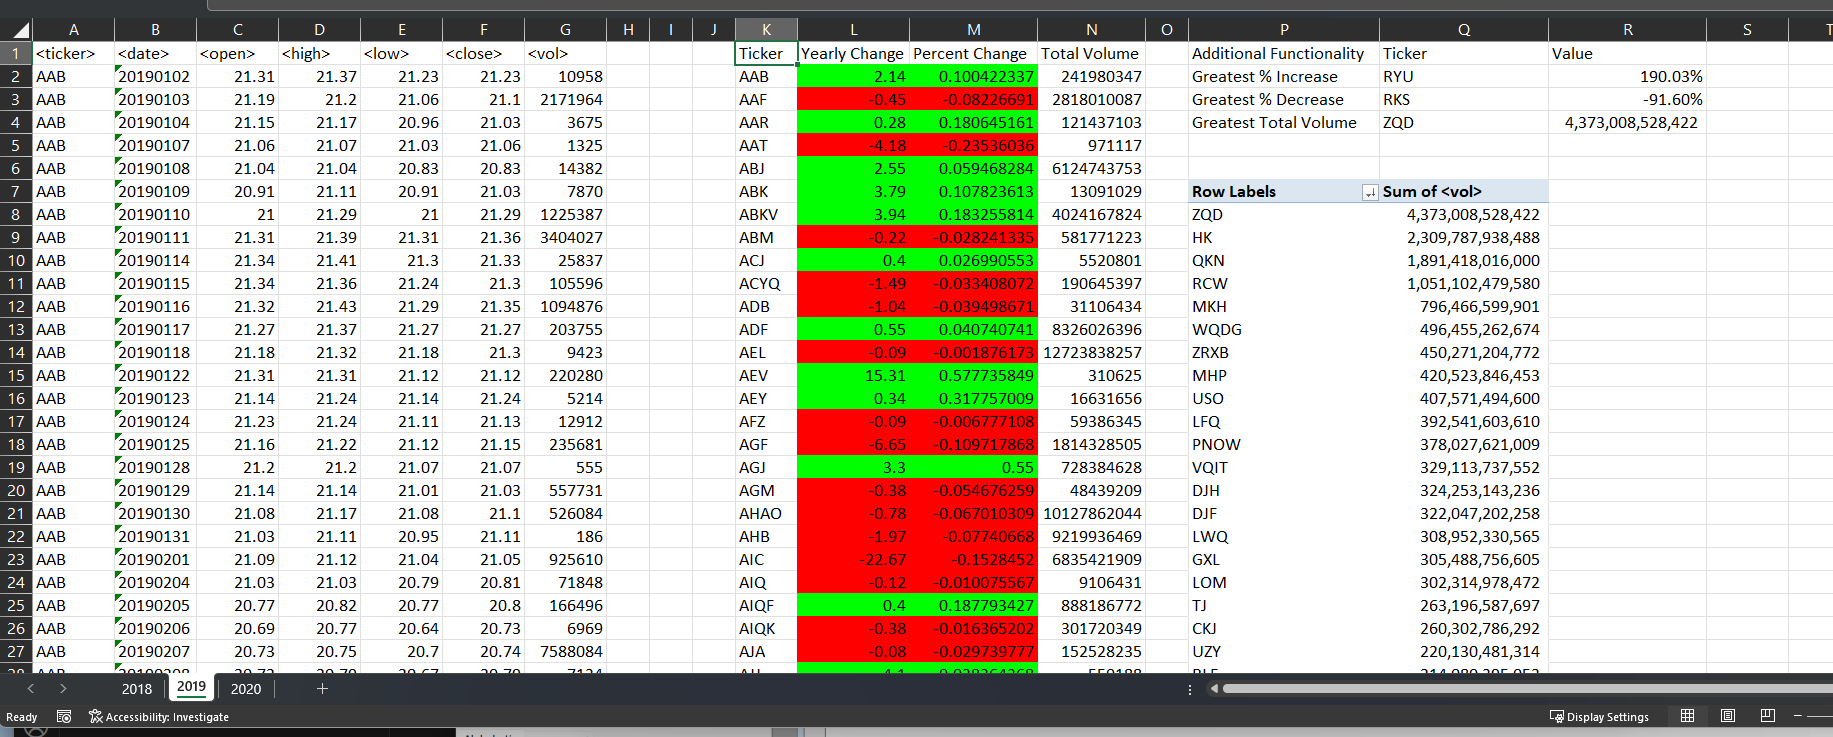 A B C D E F G H I J K L M N O P Q R S T
1 <ticker> <date> <open> <high> <low> <close> <vol> Ticker Yearly Change Percent Change Total Volume Additional Functionality Ticker Value
2 AAB 20190102 21.31 21.37 21.23 21.23 10958 AAB 2.14 0.100422337 241980347 Greatest % Increase RYU 190.03%
3 AAB 20190103 21.19 21.2 21.06 21.1 2171964 AAF -0.45 -0.08226691 2818010087 Greatest % Decrease RKS -91.60%
4 AAB 20190104 21.15 21.17 20.96 21.03 3675 AAR 0.28 0.180645161 121437103 Greatest Total Volume ZQD 4,373,008,528,422
5 AAB 20190107 21.06 21.07 21.03 21.06 1325 AAT -4.18 -0.23536036 971117
6 AAB 20190108 21.04 21.04 20.83 20.83 14382 ABJ 2.55 0.059468284 6124743753
7 AAB 20190109 20.91 21.11 20.91 21.03 7870 ABK 3.79 0.107823613 13091029 Row Labels Sum of <vol>
8 AAB 20190110 21 21.29 21 21.29 1225387 ABKV 3.94 0.183255814 4024167824 ZQD 4,373,008,528,422
9 AAB 20190111 21.31 21.39 21.31 21.36 3404027 ABM -0.22 -0.028241335 581771223 HK 2,309,787,938,488
10 AAB 20190114 21.34 21.41 21.3 21.33 25837 ACJ 0.4 0.026990553 5520801 QKN 1,891,418,016,000
11 AAB 20190115 21.34 21.36 21.24 21.3 105596 ACYQ -1.49 -0.033408072 190645397 RCW 1,051,102,479,580
12 AAB 20190116 21.32 21.43 21.29 21.35 1094876 ADB -1.04 -0.039498671 31106434 MKH 796,466,599,901
13 AAB 20190117 21.27 21.37 21.27 21.27 203755 ADF 0.55 0.040740741 8326026396 WQDG 496,455,262,674
14 AAB 20190118 21.18 21.32 21.18 21.3 9423 AEL -0.09 -0.001876173 12723838257 ZRXB 450,271,204,772
15 AAB 20190122 21.31 21.31 21.12 21.12 220280 AEV 15.31 0.577735849 310625 MHP 420,523,846,453
16 AAB 20190123 21.14 21.24 21.14 21.24 5214 AEY 0.34 0.317757009 16631656 USO 407,571,494,600
17 AAB 20190124 21.23 21.24 21.11 21.13 12912 AFZ -0.09 -0.006777108 59386345 LFQ 392,541,603,610
18 AAB 20190125 21.16 21.22 21.12 21.15 235681 AGF -6.65 -0.109717868 1814328505 PNOW 378,027,621,009
19 AAB 20190128 21.2 21.2 21.07 21.07 555 AGJ 3.3 0.55 728384628 VQIT 329,113,737,552
20 AAB 20190129 21.14 21.14 21.01 21.03 557731 AGM -0.38 -0.054676259 48439209 DJH 324,253,143,236
21 AAB 20190130 21.08 21.17 21.08 21.1 526084 AHAO -0.78 -0.067010309 10127862044 DJF 322,047,202,258
22 AAB 20190131 21.03 21.11 20.95 21.11 186 AHB -1.97 -0.07740668 9219936469 LWQ 308,952,330,565
23 AAB 20190201 21.09 21.12 21.04 21.05 925610 AIC -22.67 -0.1528452 6835421909 GXL 305,488,756,605
24 AAB 20190204 21.03 21.03 20.79 20.81 71848 AIQ -0.12 -0.010075567 9106431 LOM 302,314,978,472
25 AAB 20190205 20.77 20.82 20.77 20.8 166496 AIQF 0.4 0.187793427 888186772 TJ 263,196,587,697
26 AAB 20190206 20.69 20.77 20.64 20.73 6969 AIQK -0.38 -0.016365202 301720349 CKJ 260,302,786,292
27 AAB 20190207 20.73 20.75 20.7 20.74 7588084 AJA -0.08 -0.029739777 152528235 UZY 220,130,481,314
2018 2019 2020
Ready Accessibility: Investigate Display Settings